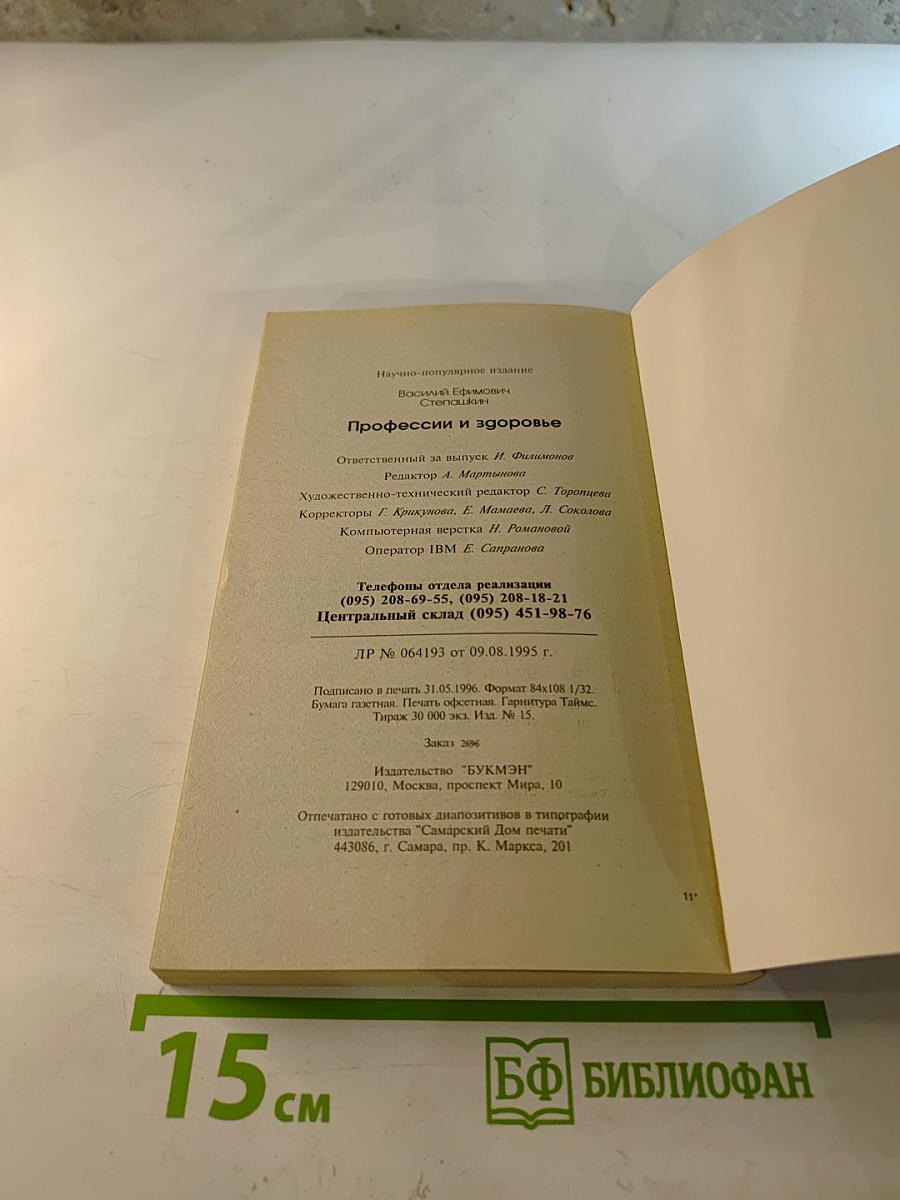 Научно-популярное издание
Василий Ефимович
Степашкин
Профессии и здоровье
Ответственный за выпуск И. Филимонов
Редактор А. Мартынова
Художественно-технический редактор С. Торопцева
Корректоры Г. Крикунова, Е. Мамаева, Л. Соколова
Компьютерная верстка Н. Романовой
Оператор IBM Е. Сапранова
Телефоны отдела реализации
(095) 208-69-55, (095) 208-18-21
Центральный склад (095) 451-98-76
ЛР № 064193 от 09.08.1995 г.
Подписано в печать 31.05.1996. Формат 84х108 1/32.
Бумага газетная. Печать офсетная. Гарнитура Таймс.
Тираж 30 000 экз. Изд. № 15.
Заказ 2696
Издательство "БУКМЭН"
129010, Москва, проспект Мира, 10
Отпечатано с готовых диапозитивов в типографии
издательства "Самарский Дом печати"
443086, г. Самара, пр. К. Маркса, 201
11*
15 см
БФ БИБЛИОФАН